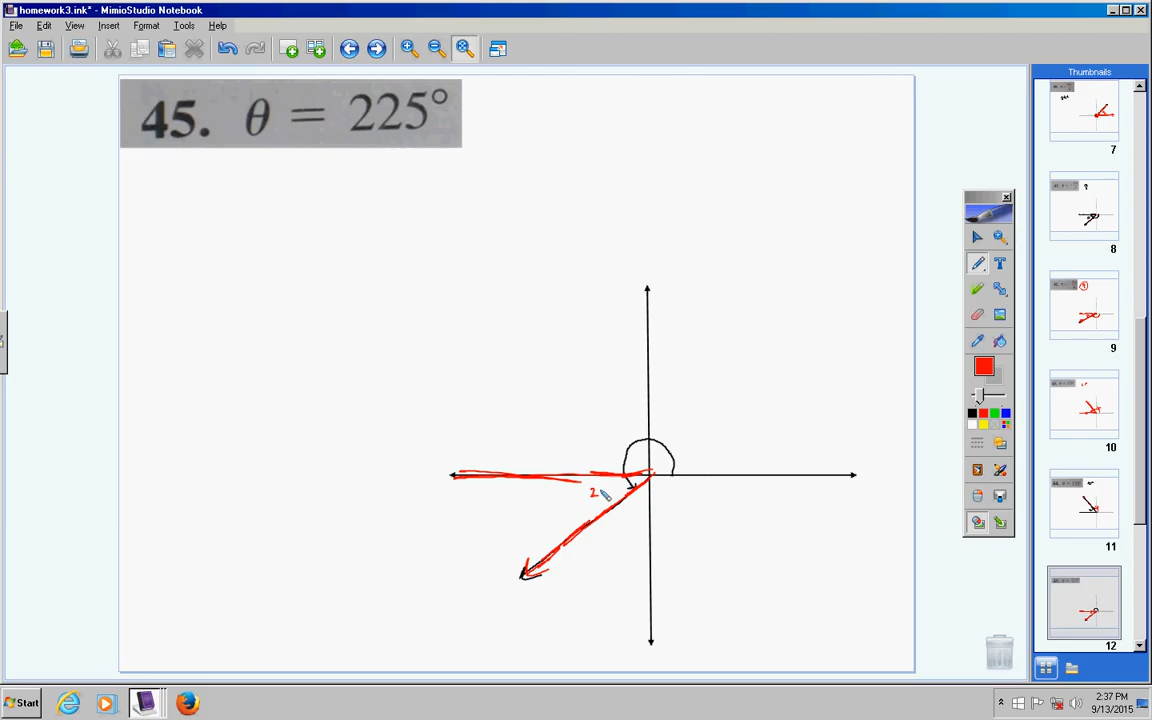 homework3.ink* - MimioStudio Notebook
File Edit View Insert Format Tools Help
45. θ = 225°
2
Thumbnails
7
8
9
10
11
12
Start
2:37 PM
9/13/2015